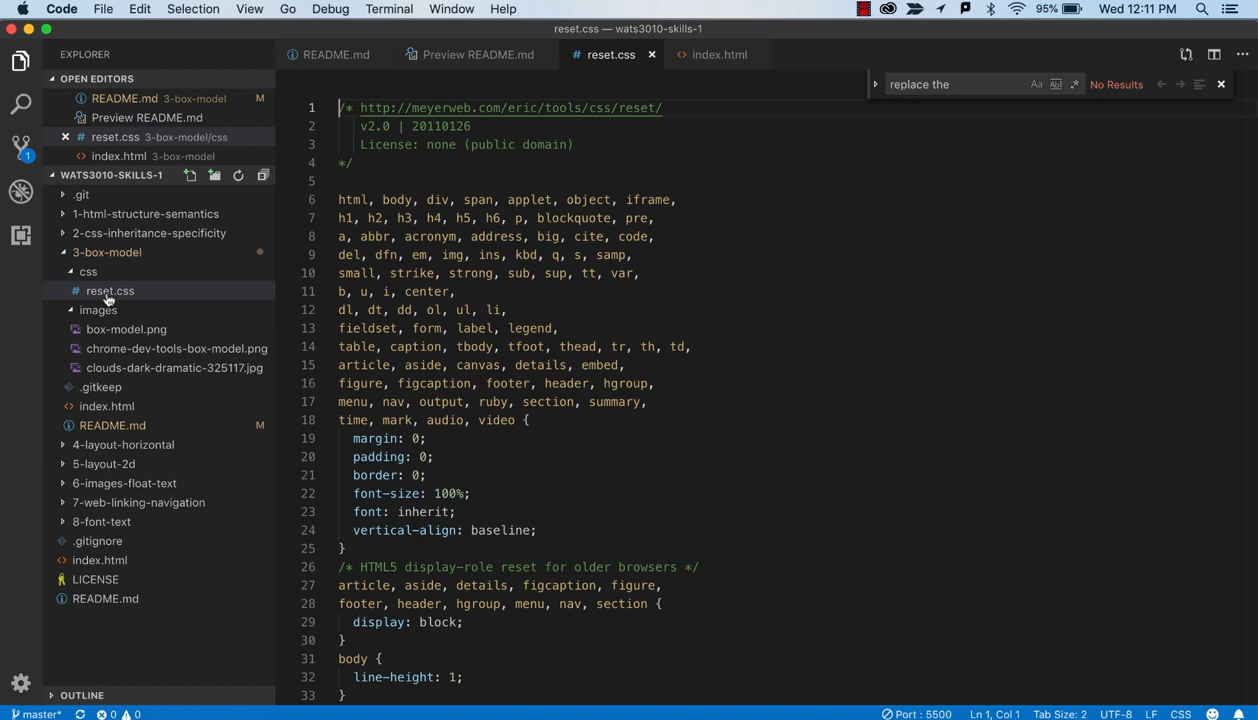 Code File Edit Selection View Go Debug Terminal Window Help 95% Wed 12:11 PM
reset.css — wats3010-skills-1
EXPLORER
README.md Preview README.md # reset.css × <> index.html
replace the Aa Abl .* No Results
OPEN EDITORS
README.md 3-box-model M
Preview README.md
× # reset.css 3-box-model/css
<> index.html 3-box-model
WATS3010-SKILLS-1
.git
1-html-structure-semantics
2-css-inheritance-specificity
3-box-model
css
# reset.css
images
box-model.png
chrome-dev-tools-box-model.png
clouds-dark-dramatic-325117.jpg
.gitkeep
<> index.html
README.md M
4-layout-horizontal
5-layout-2d
6-images-float-text
7-web-linking-navigation
8-font-text
.gitignore
<> index.html
LICENSE
README.md
OUTLINE
1
1 /* http://meyerweb.com/eric/tools/css/reset/
2 v2.0 | 20110126
3 License: none (public domain)
4 */
5
6 html, body, div, span, applet, object, iframe,
7 h1, h2, h3, h4, h5, h6, p, blockquote, pre,
8 a, abbr, acronym, address, big, cite, code,
9 del, dfn, em, img, ins, kbd, q, s, samp,
10 small, strike, strong, sub, sup, tt, var,
11 b, u, i, center,
12 dl, dt, dd, ol, ul, li,
13 fieldset, form, label, legend,
14 table, caption, tbody, tfoot, thead, tr, th, td,
15 article, aside, canvas, details, embed,
16 figure, figcaption, footer, header, hgroup,
17 menu, nav, output, ruby, section, summary,
18 time, mark, audio, video {
19 margin: 0;
20 padding: 0;
21 border: 0;
22 font-size: 100%;
23 font: inherit;
24 vertical-align: baseline;
25 }
26 /* HTML5 display-role reset for older browsers */
27 article, aside, details, figcaption, figure,
28 footer, header, hgroup, menu, nav, section {
29 display: block;
30 }
31 body {
32 line-height: 1;
33 }
master* 0 0 Port : 5500 Ln 1, Col 1 Tab Size: 2 UTF-8 LF CSS